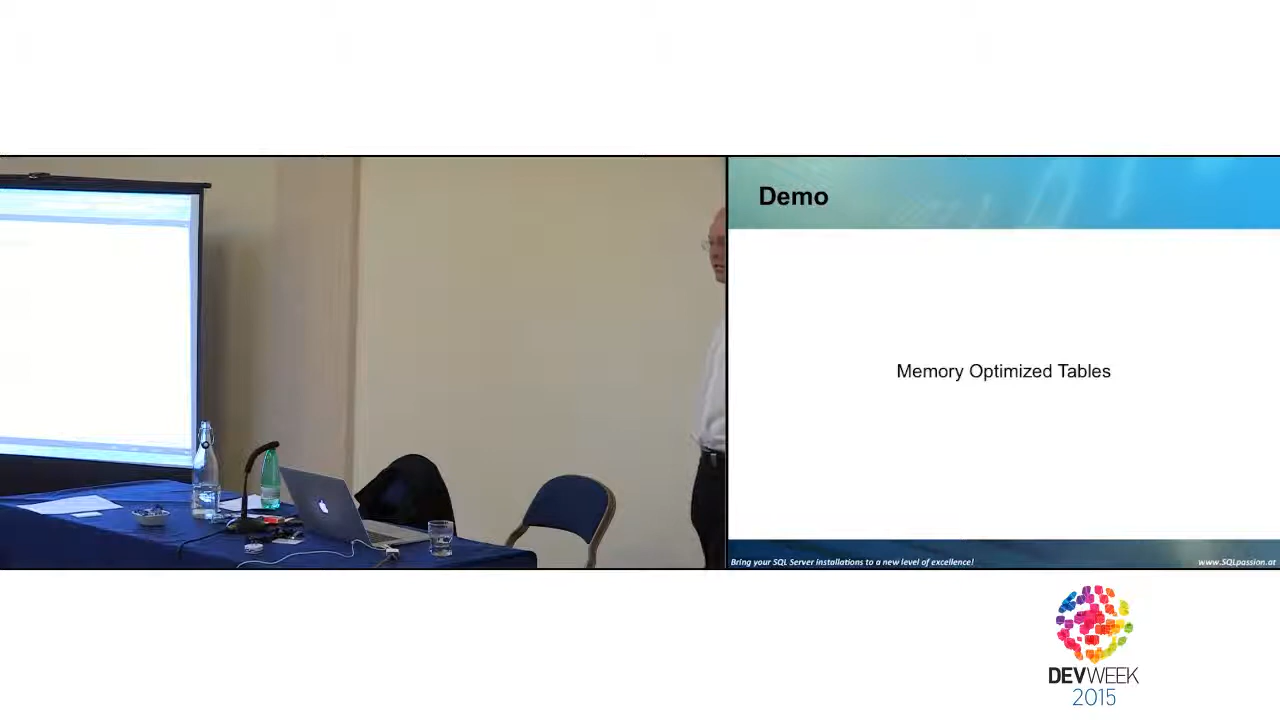 Demo
Memory Optimized Tables
Bring your SQL Server installations to a new level of excellence!
www.SQLpassion.at
DEVWEEK
2015